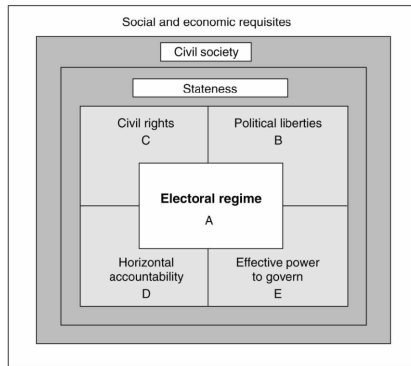 Social and economic requisites
Civil society
Stateness
Civil rights
C
Political liberties
B
Electoral regime
A
Horizontal
accountability
D
Effective power
to govern
E